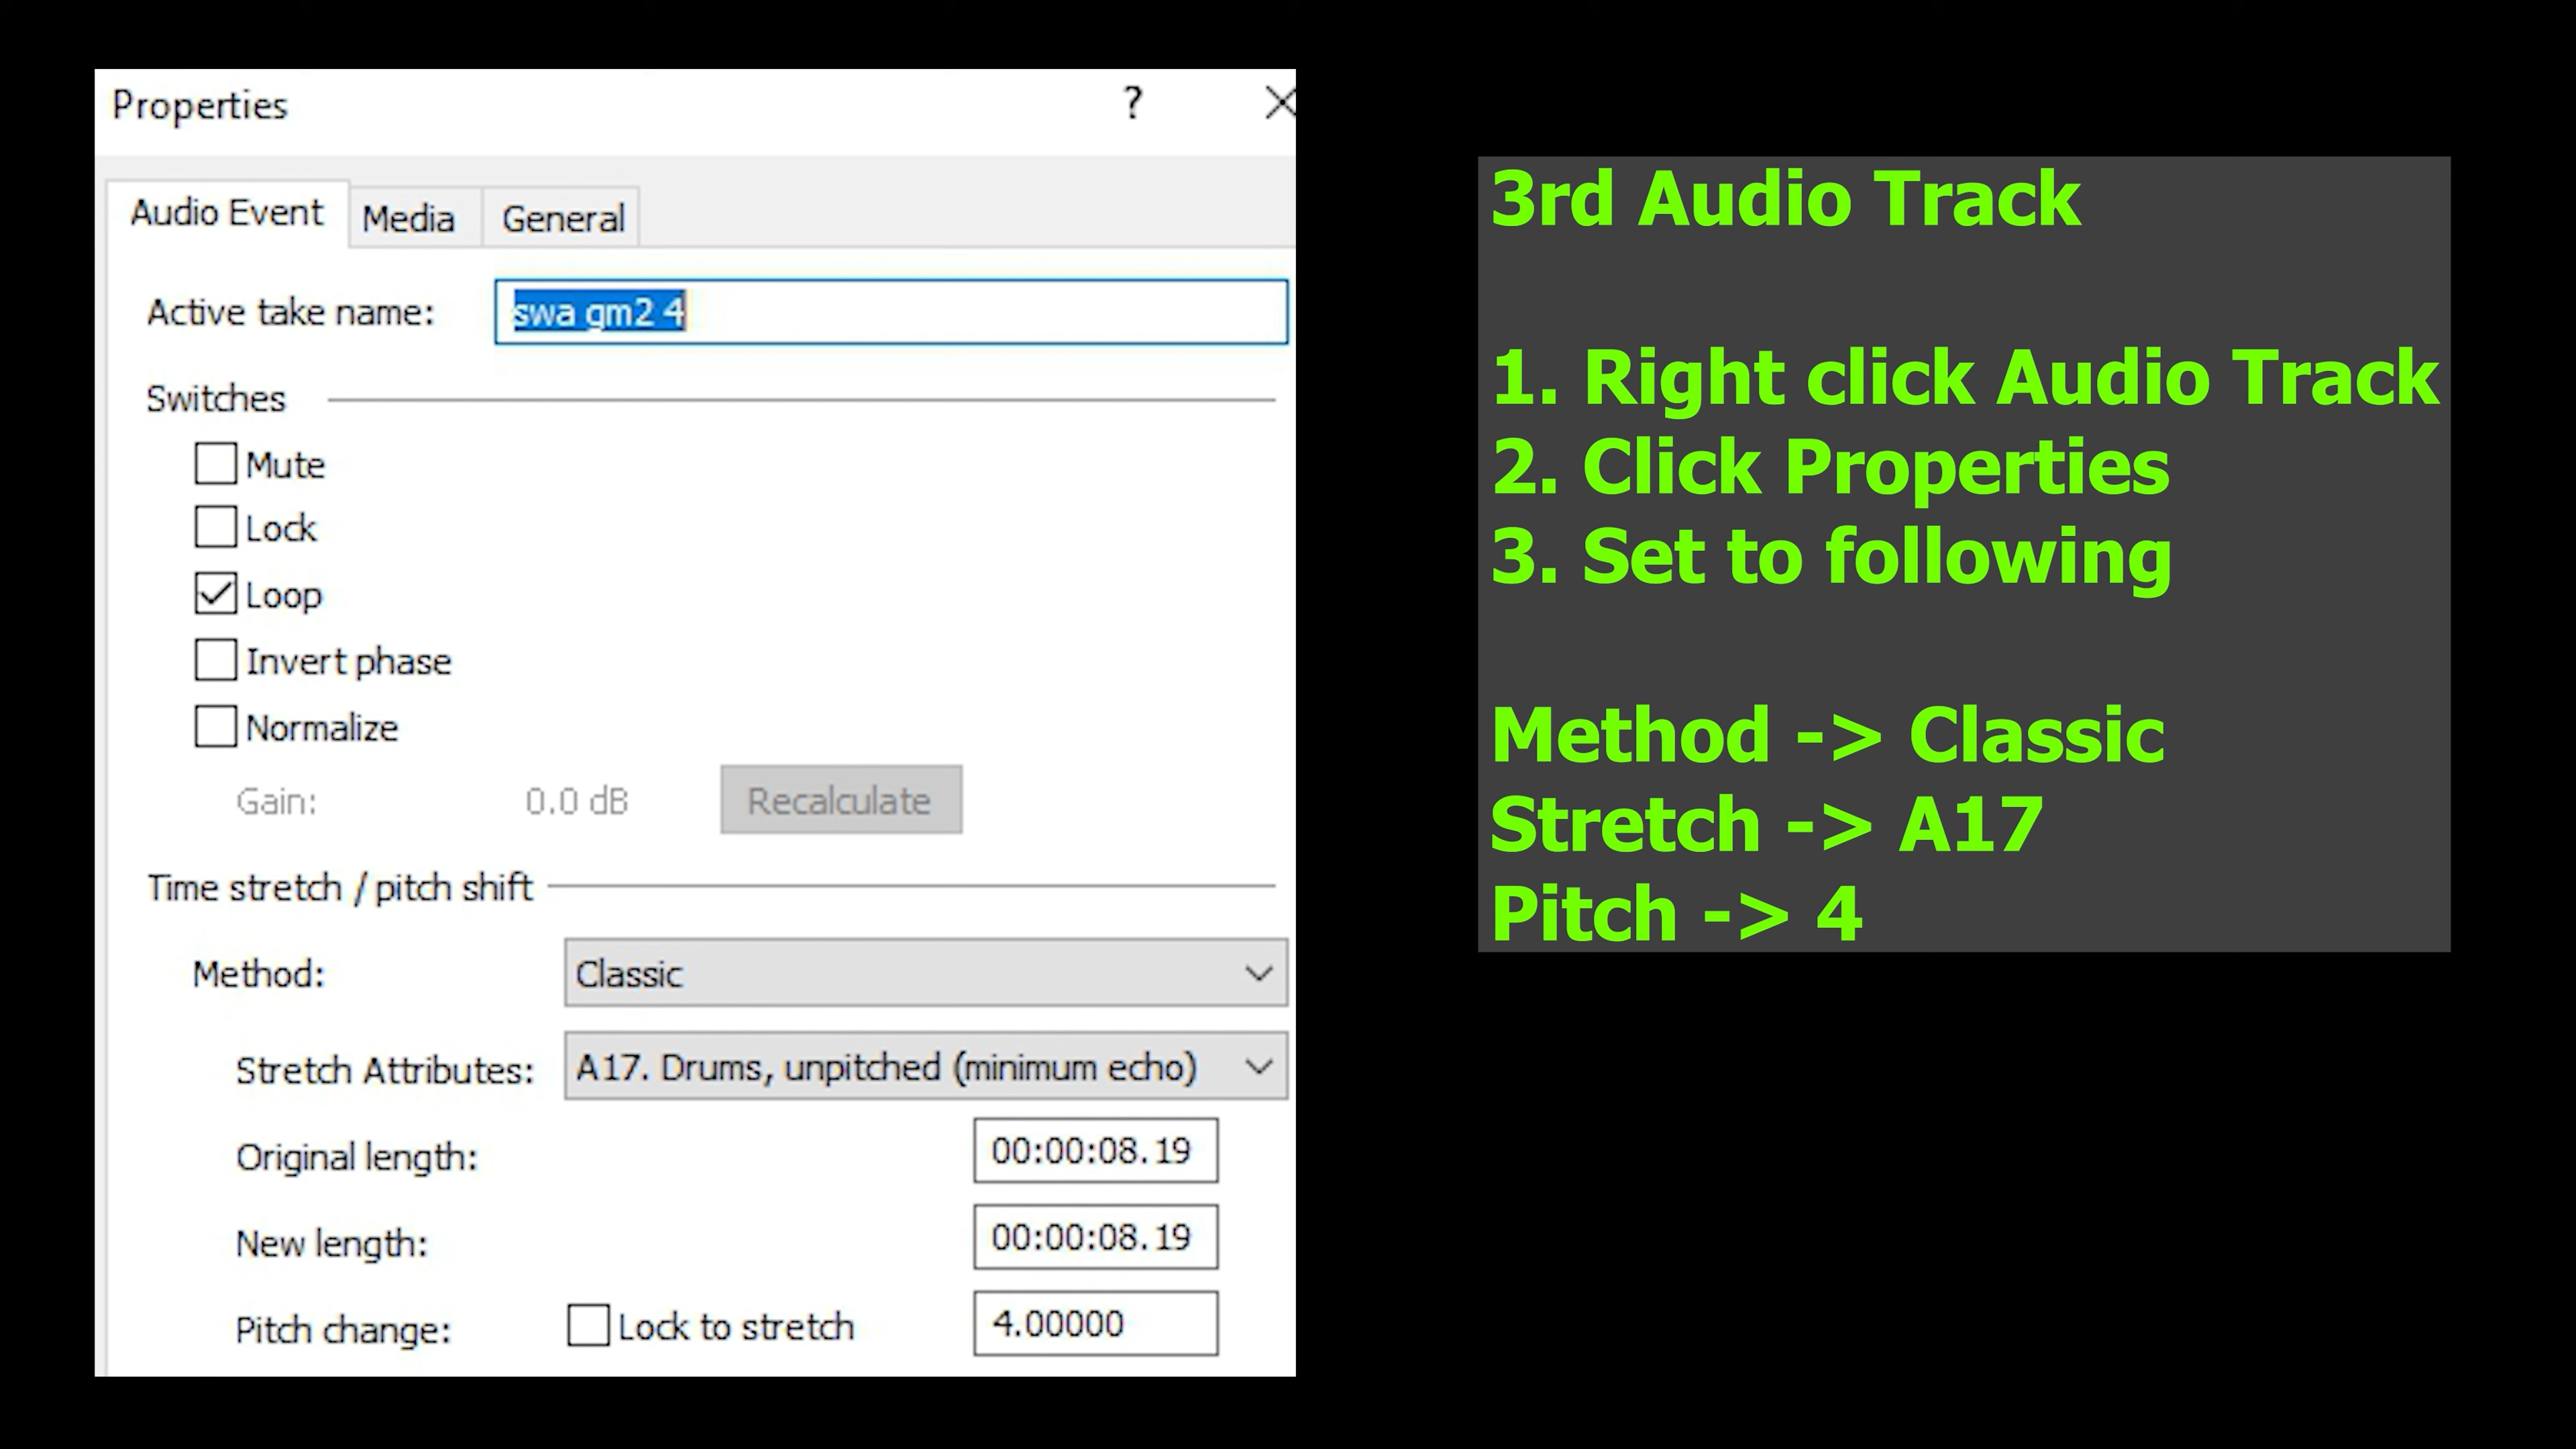 Properties ?
Audio Event Media General
Active take name: swa gm2 4
Switches
Mute
Lock
Loop
Invert phase
Normalize
Gain: 0.0 dB Recalculate
Time stretch / pitch shift
Method: Classic
Stretch Attributes: A17. Drums, unpitched (minimum echo)
Original length: 00:00:08.19
New length: 00:00:08.19
Pitch change: Lock to stretch 4.00000
3rd Audio Track
1. Right click Audio Track
2. Click Properties
3. Set to following
Method -> Classic
Stretch -> A17
Pitch -> 4